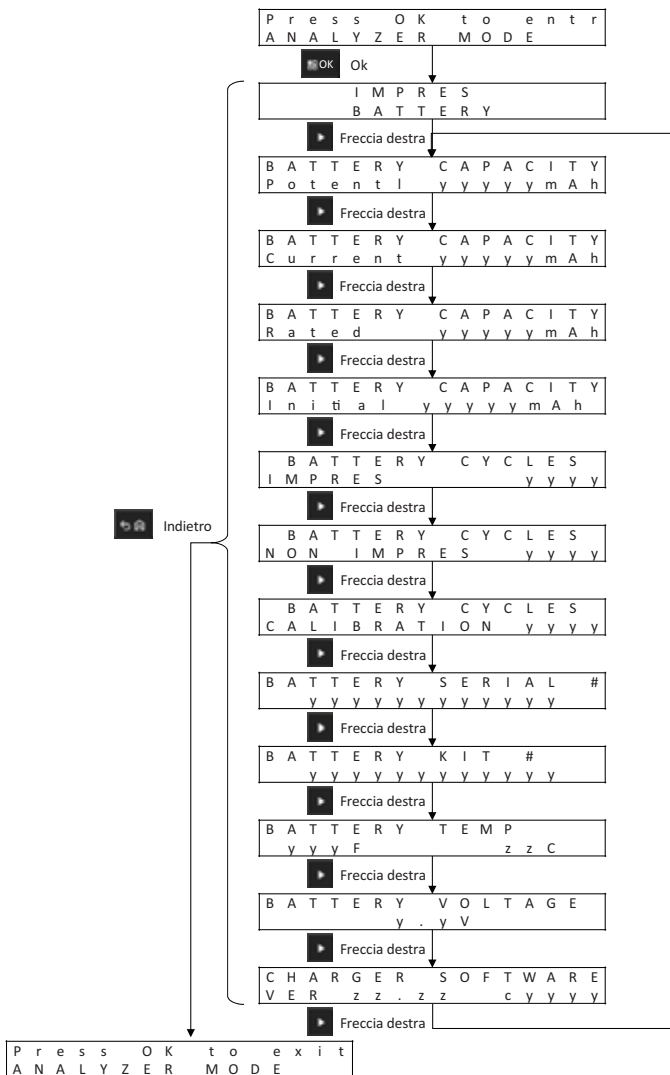 Press OK to entr
ANALYZER MODE
OK Ok
IMPRES
BATTERY
Freccia destra
BATTERY CAPACITY
Potentl yyyyymAh
Freccia destra
BATTERY CAPACITY
Current yyyyymAh
Freccia destra
BATTERY CAPACITY
Rated yyyyymAh
Freccia destra
BATTERY CAPACITY
Initial yyyyymAh
Freccia destra
BATTERY CYCLES
IMPRES yyyy
Freccia destra
Indietro
BATTERY CYCLES
NON IMPRES yyyy
Freccia destra
BATTERY CYCLES
CALIBRATION yyyy
Freccia destra
BATTERY SERIAL #
yyyyyyyyyyyy
Freccia destra
BATTERY KIT #
yyyyyyyyyyyy
Freccia destra
BATTERY TEMP
yyyF zzC
Freccia destra
BATTERY VOLTAGE
y.yV
Freccia destra
CHARGER SOFTWARE
VER zz.zz cyyyy
Freccia destra
Press OK to exit
ANALYZER MODE